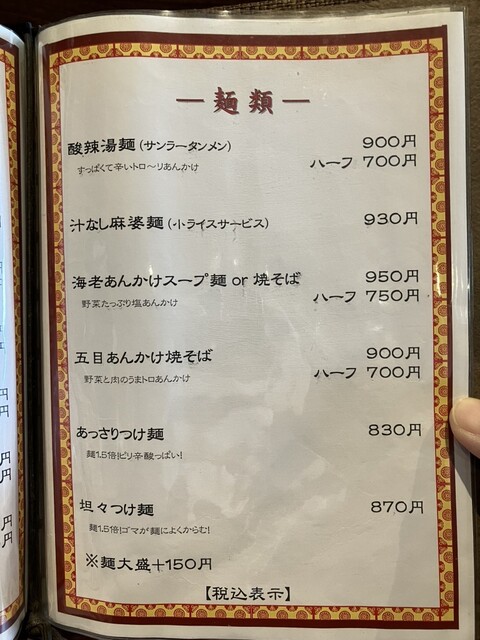 ー麺類ー
酸辣湯麺(サンラータンメン) 900円
すっぱくて辛いトロ〜リあんかけ ハーフ 700円
汁なし麻婆麺(小ライスサービス) 930円
海老あんかけスープ麺 or 焼そば 950円
野菜たっぷり塩あんかけ ハーフ 750円
五目あんかけ焼そば 900円
野菜と肉のうまトロあんかけ ハーフ 700円
あっさりつけ麺 830円
麺1.5倍!ピリ辛酸っぱい!
坦々つけ麺 870円
麺1.5倍!ゴマが麺によくからむ!
※麺大盛+150円
【税込表示】